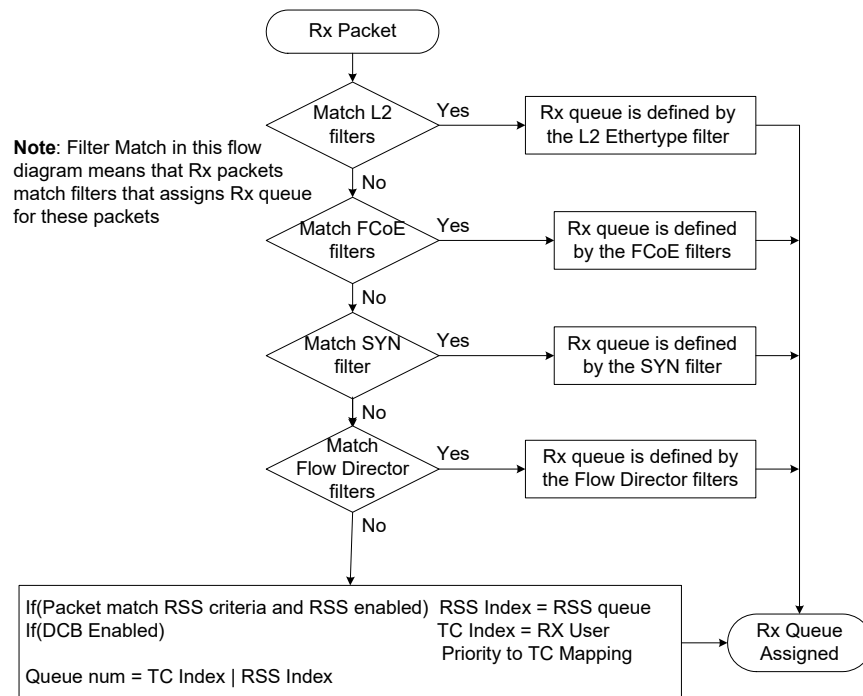 Rx Packet
Match L2
filters
Yes
Rx queue is defined by
the L2 Ethertype filter
Note: Filter Match in this flow
diagram means that Rx packets
match filters that assigns Rx queue
for these packets
No
Match FCoE
filters
Yes
Rx queue is defined
by the FCoE filters
No
Match SYN
filter
Yes
Rx queue is defined
by the SYN filter
No
Match
Flow Director
filters
Yes
Rx queue is defined by
the Flow Director filters
No
If(Packet match RSS criteria and RSS enabled) RSS Index = RSS queue
If(DCB Enabled) TC Index = RX User
Priority to TC Mapping
Queue num = TC Index | RSS Index
Rx Queue
Assigned